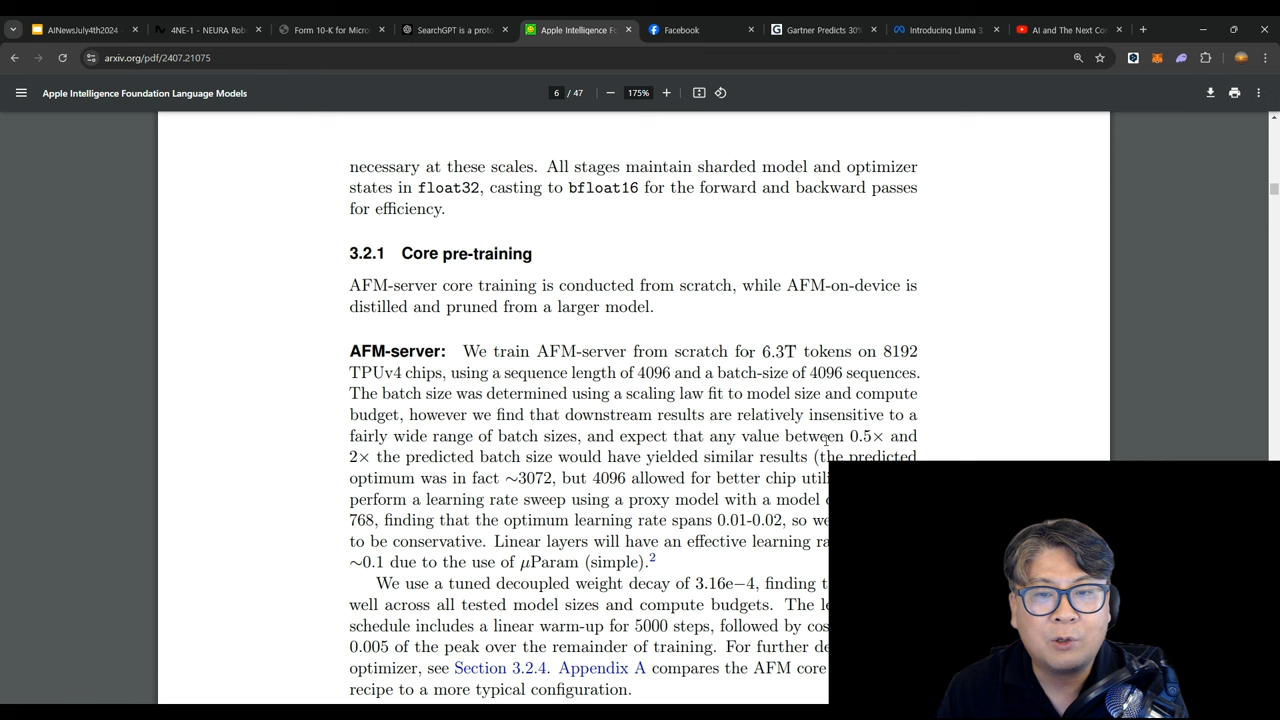 AINewsJuly4th2024 -
4NE-1 - NEURA Rob
Form 10-K for Micro
SearchGPT is a proto
Apple Intelligence Fo
Facebook
Gartner Predicts 30%
Introducing Llama 3
AI and The Next Co
arxiv.org/pdf/2407.21075
Apple Intelligence Foundation Language Models
6 / 47
175%
necessary at these scales. All stages maintain sharded model and optimizer
states in float32, casting to bfloat16 for the forward and backward passes
for efficiency.
3.2.1 Core pre-training
AFM-server core training is conducted from scratch, while AFM-on-device is
distilled and pruned from a larger model.
AFM-server: We train AFM-server from scratch for 6.3T tokens on 8192
TPUv4 chips, using a sequence length of 4096 and a batch-size of 4096 sequences.
The batch size was determined using a scaling law fit to model size and compute
budget, however we find that downstream results are relatively insensitive to a
fairly wide range of batch sizes, and expect that any value between 0.5× and
2× the predicted batch size would have yielded similar results (the predicted
optimum was in fact ∼3072, but 4096 allowed for better chip utili
perform a learning rate sweep using a proxy model with a model
768, finding that the optimum learning rate spans 0.01-0.02, so we
to be conservative. Linear layers will have an effective learning ra
∼0.1 due to the use of μParam (simple).2
We use a tuned decoupled weight decay of 3.16e−4, finding t
well across all tested model sizes and compute budgets. The le
schedule includes a linear warm-up for 5000 steps, followed by cos
0.005 of the peak over the remainder of training. For further de
optimizer, see Section 3.2.4. Appendix A compares the AFM core
recipe to a more typical configuration.